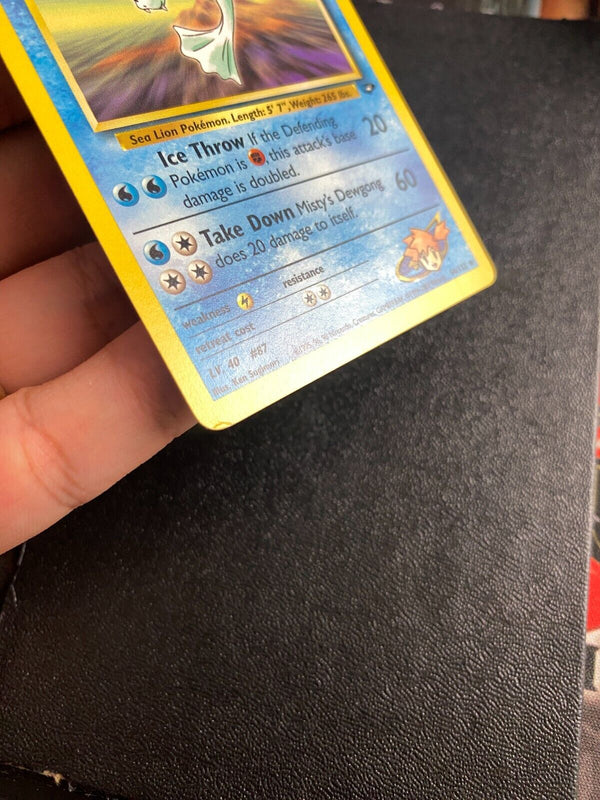 Sea Lion Pokémon. Length: 5' 7", Weight: 265 lbs.
Ice Throw If the Defending
Pokémon is , this attack's base 20
damage is doubled.
Take Down Misty's Dewgong 60
does 20 damage to itself.
weakness resistance
retreat cost
LV. 40 #87
Illus. Ken Sugimori